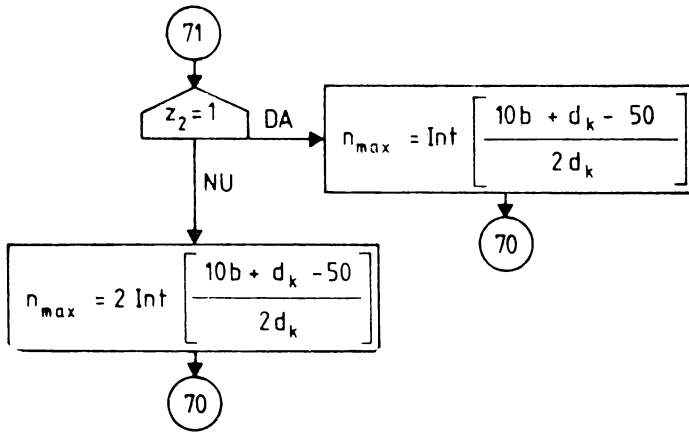 71
z₂=1
DA
n_max = Int [ (10b + d_k - 50) / (2d_k) ]
NU
70
n_max = 2 Int [ (10b + d_k - 50) / (2d_k) ]
70